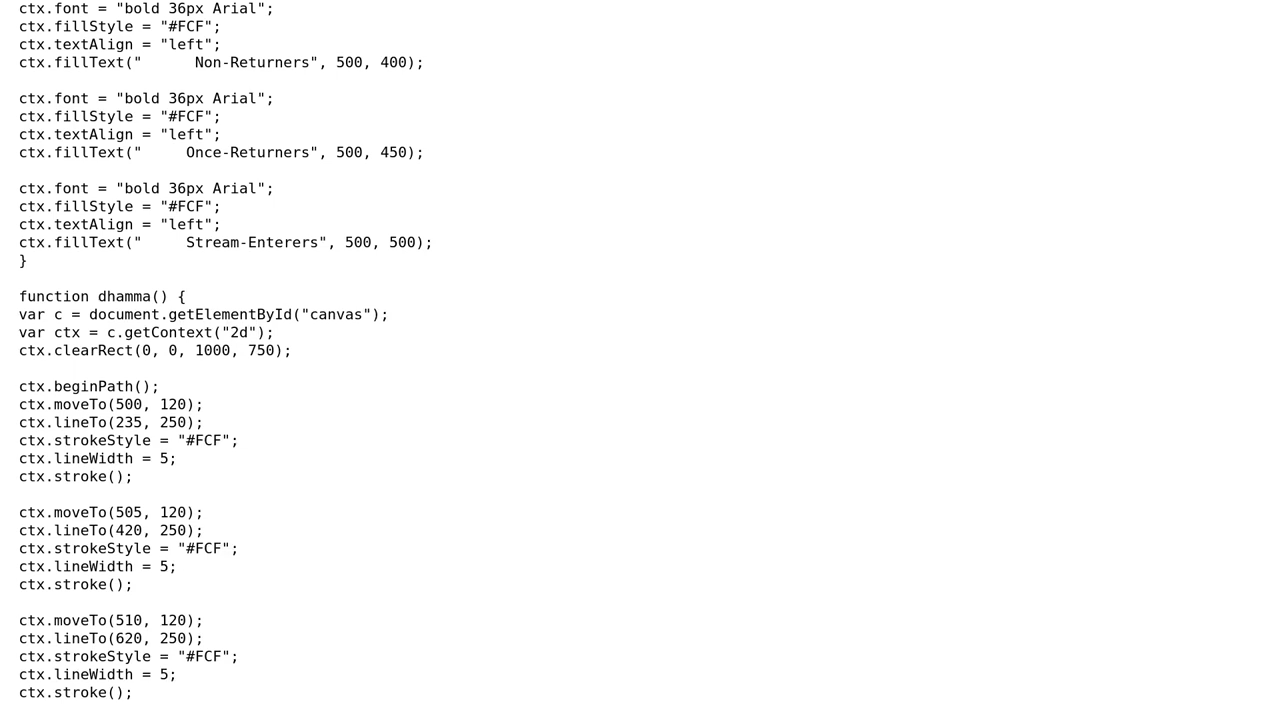 ctx.font = "bold 36px Arial";
ctx.fillStyle = "#FCF";
ctx.textAlign = "left";
ctx.fillText("      Non-Returners", 500, 400);

ctx.font = "bold 36px Arial";
ctx.fillStyle = "#FCF";
ctx.textAlign = "left";
ctx.fillText("     Once-Returners", 500, 450);

ctx.font = "bold 36px Arial";
ctx.fillStyle = "#FCF";
ctx.textAlign = "left";
ctx.fillText("     Stream-Enterers", 500, 500);
}

function dhamma() {
var c = document.getElementById("canvas");
var ctx = c.getContext("2d");
ctx.clearRect(0, 0, 1000, 750);

ctx.beginPath();
ctx.moveTo(500, 120);
ctx.lineTo(235, 250);
ctx.strokeStyle = "#FCF";
ctx.lineWidth = 5;
ctx.stroke();

ctx.moveTo(505, 120);
ctx.lineTo(420, 250);
ctx.strokeStyle = "#FCF";
ctx.lineWidth = 5;
ctx.stroke();

ctx.moveTo(510, 120);
ctx.lineTo(620, 250);
ctx.strokeStyle = "#FCF";
ctx.lineWidth = 5;
ctx.stroke();